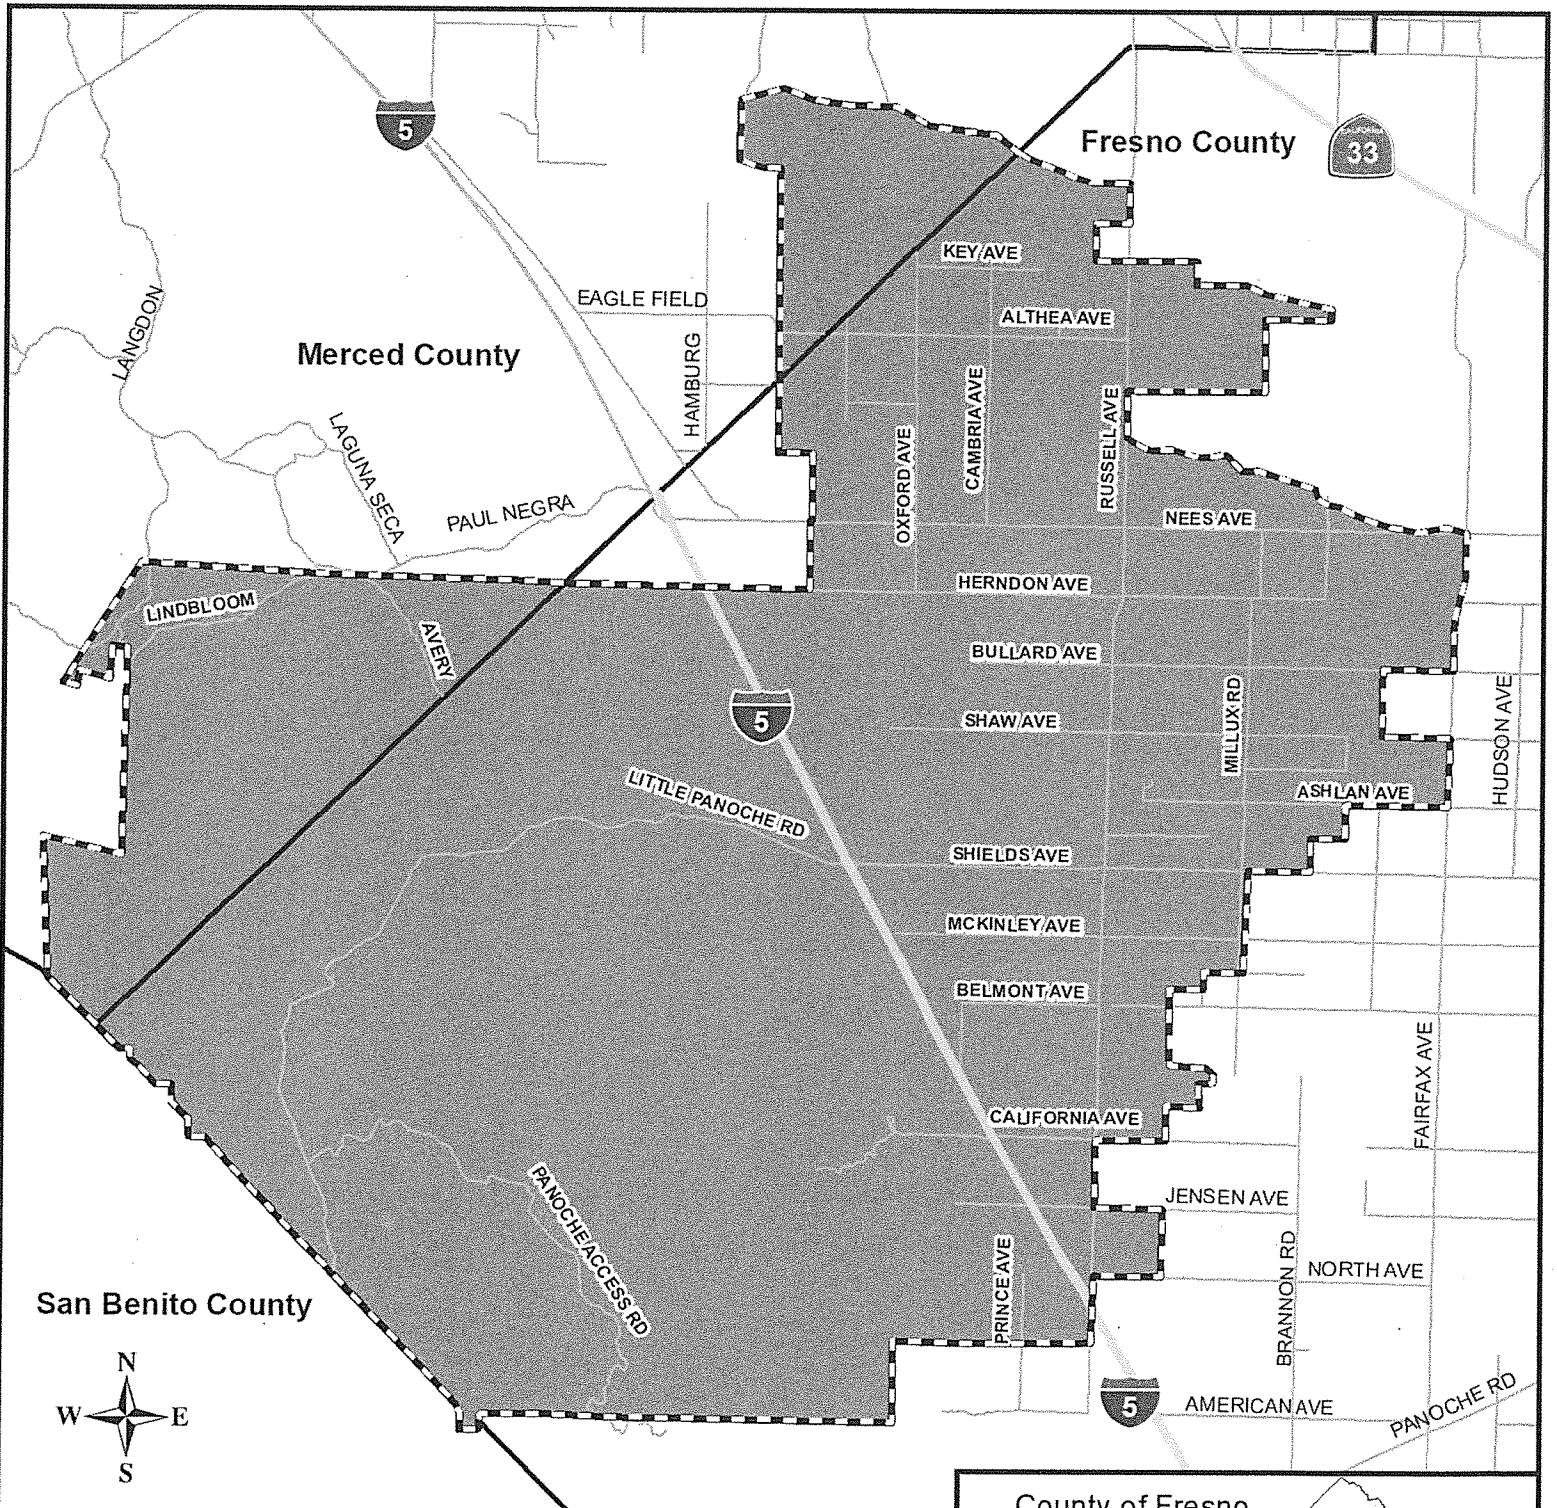 5
Fresno County
CALIFORNIA
33
KEY AVE
EAGLE FIELD
ALTHEA AVE
LANGDON
Merced County
HAMBURG
CAMBRIA AVE
RUSSELL AVE
LAGUNA SECA
OXFORD AVE
PAUL NEGRA
NEES AVE
HERNDON AVE
LINDBLOOM
AVERY
BULLARD AVE
MILLUX RD
HUDSON AVE
5
SHAW AVE
LITTLE PANOCHE RD
ASHLAN AVE
SHIELDS AVE
MCKINLEY AVE
BELMONT AVE
FAIRFAX AVE
CALIFORNIA AVE
PANOCHE ACCESS RD
JENSEN AVE
PRINCE AVE
BRANNON RD
NORTH AVE
San Benito County
N
W E
S
5
AMERICAN AVE
PANOCHE RD
County of Fresno